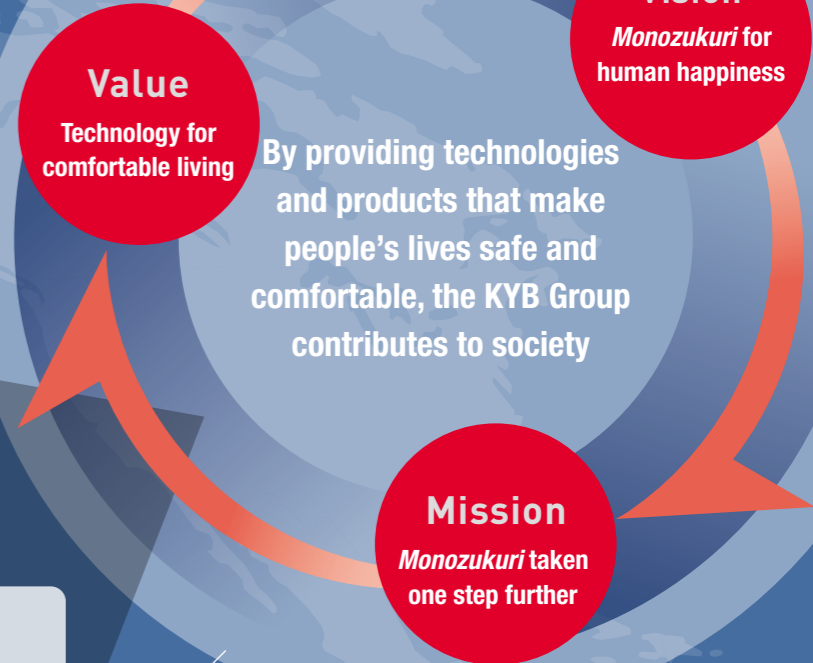 Vision
Monozukuri for
human happiness
Value
Technology for
comfortable living
By providing technologies
and products that make
people’s lives safe and
comfortable, the KYB Group
contributes to society
Mission
Monozukuri taken
one step further